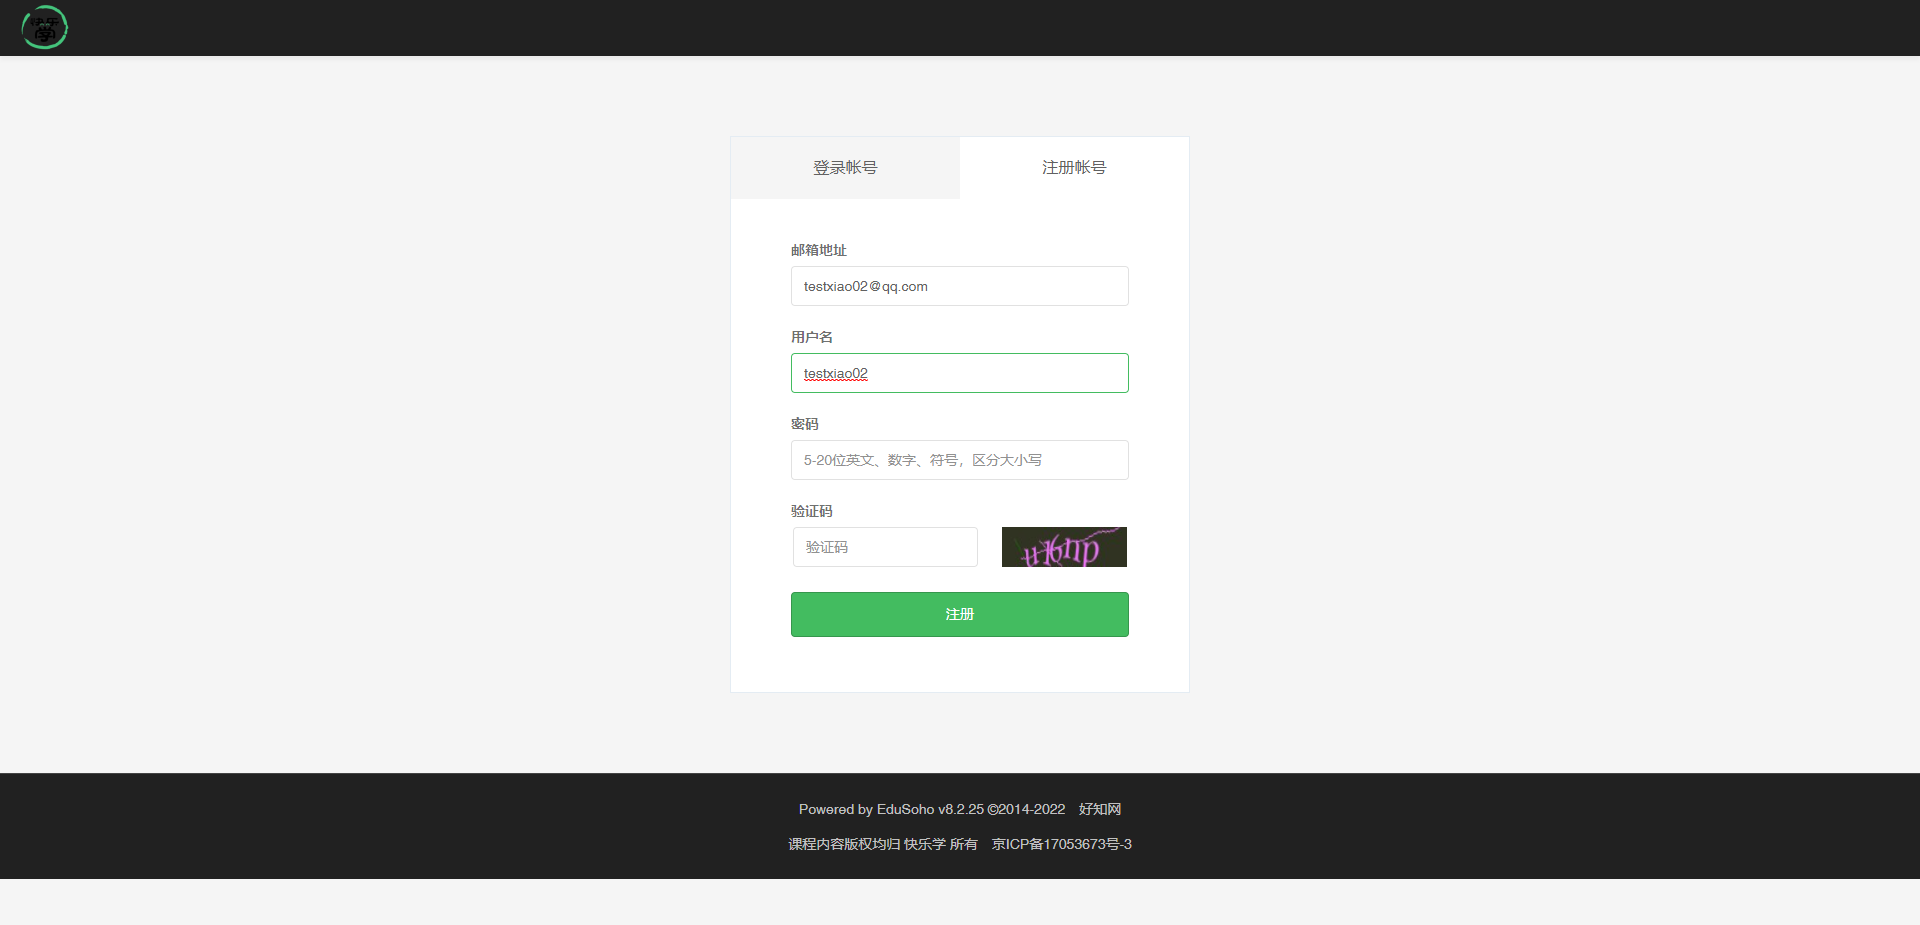 快乐
學
登录帐号
注册帐号
邮箱地址
testxiao02@qq.com
用户名
testxiao02
密码
5-20位英文、数字、符号，区分大小写
验证码
验证码
注册
Powered by EduSoho v8.2.25 ©2014-2022 好知网
课程内容版权均归 快乐学 所有 京ICP备17053673号-3